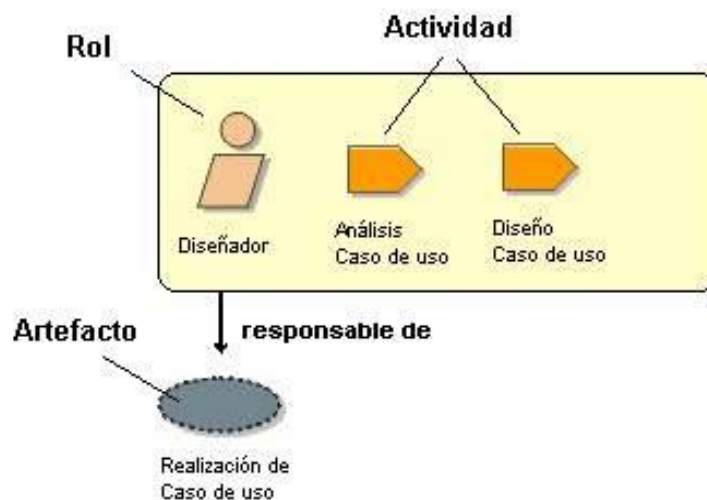 Actividad
Rol
Diseñador
Análisis
Caso de uso
Diseño
Caso de uso
responsable de
Artefacto
Realización de
Caso de uso